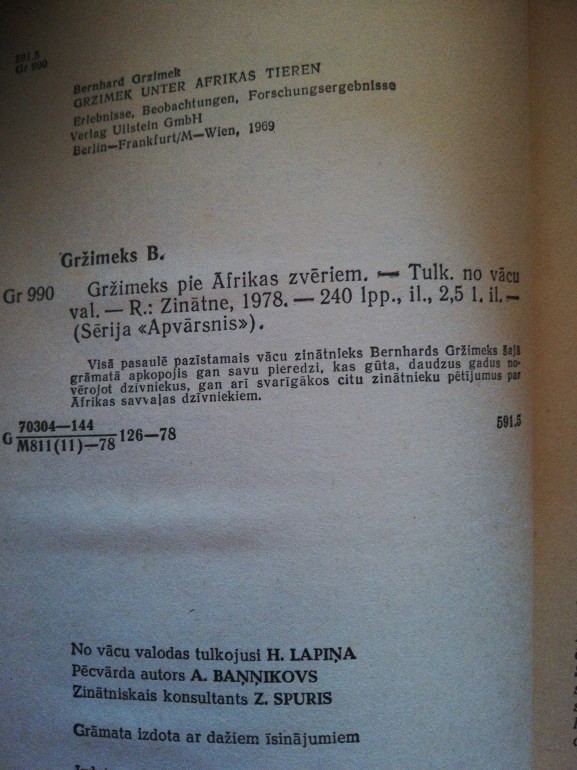 591.5
Gr 990
Bernhard Grzimek
GRZIMEK UNTER AFRIKAS TIEREN
Erlebnisse, Beobachtungen, Forschungsergebnisse
Verlag Ullstein GmbH
Berlin—Frankfurt/M—Wien, 1969
Gržimeks B.
Gr 990 Gržimeks pie Āfrikas zvēriem. — Tulk. no vācu
val. — R.: Zinātne, 1978. — 240 lpp., il., 2,5 l. il. —
(Sērija «Apvārsnis»).
Visā pasaulē pazīstamais vācu zinātnieks Bernhards Gržimeks šajā
grāmatā apkopojis gan savu pieredzi, kas gūta, daudzus gadus no-
vērojot dzīvniekus, gan arī svarīgākos citu zinātnieku pētījumus par
Āfrikas savvaļas dzīvniekiem.
G 70304—144
M811(11)—78 126—78
591.5
No vācu valodas tulkojusi H. LAPIŅA
Pēcvārda autors A. BAŅŅIKOVS
Zinātniskais konsultants Z. SPURIS
Grāmata izdota ar dažiem īsinājumiem